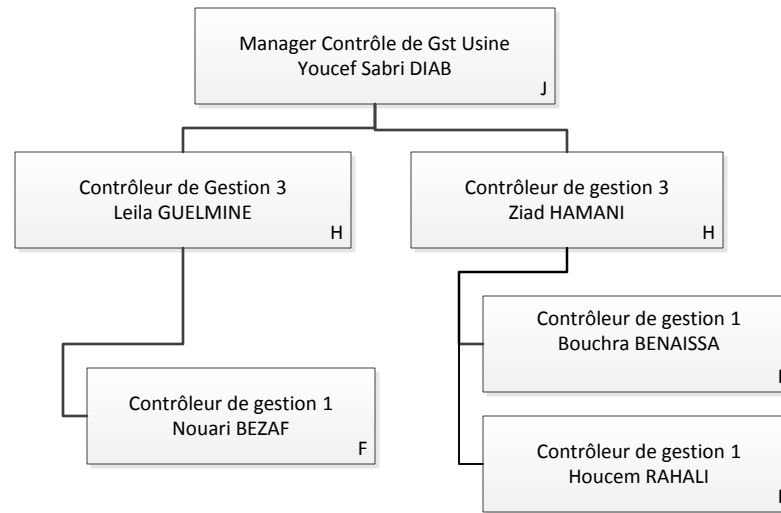 Manager Contrôle de Gst Usine
Youcef Sabri DIAB
J
Contrôleur de Gestion 3
Leila GUELMINE
H
Contrôleur de gestion 3
Ziad HAMANI
H
Contrôleur de gestion 1
Bouchra BENAISSA
Contrôleur de gestion 1
Nouari BEZAF
F
Contrôleur de gestion 1
Houcem RAHALI